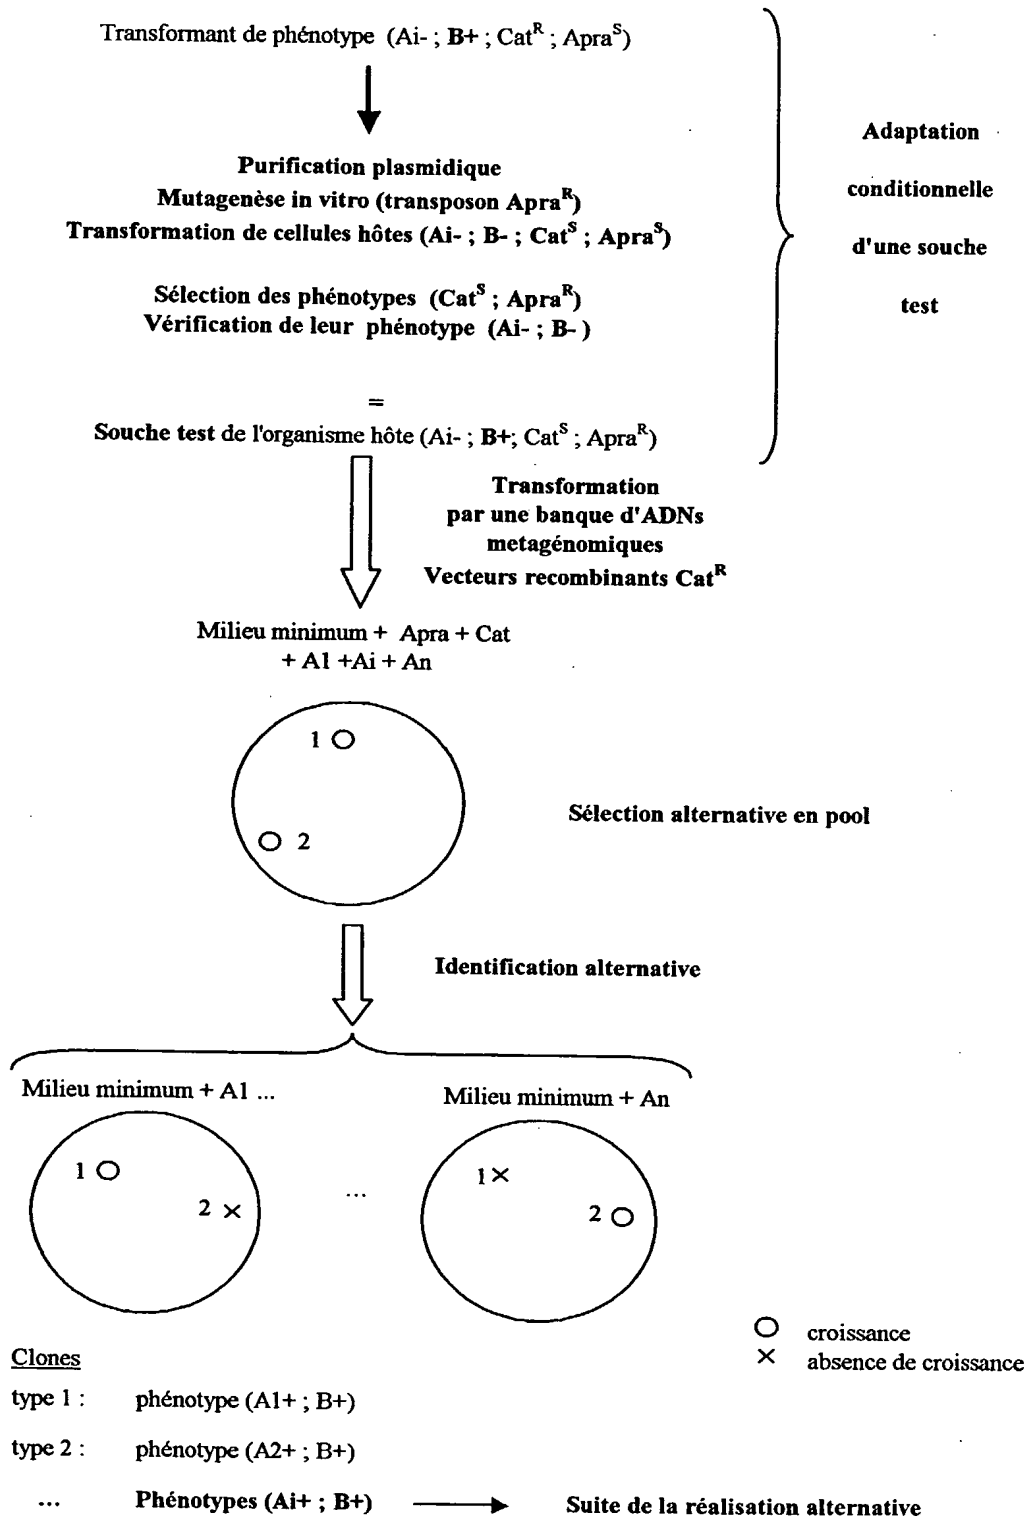 Transformant de phénotype (Ai- ; B+ ; Cat^R ; Apra^S)
Purification plasmidique
Mutagenèse in vitro (transposon Apra^R)
Transformation de cellules hôtes (Ai- ; B- ; Cat^S ; Apra^S)
Sélection des phénotypes (Cat^S ; Apra^R)
Vérification de leur phénotype (Ai- ; B- )
=
Souche test de l'organisme hôte (Ai- ; B+; Cat^S ; Apra^R)
Adaptation
conditionnelle
d'une souche
test
Transformation
par une banque d'ADNs
metagénomiques
Vecteurs recombinants Cat^R
Milieu minimum + Apra + Cat
+ A1 +Ai + An
1
2
Sélection alternative en pool
Identification alternative
Milieu minimum + A1 ...
Milieu minimum + An
1
2
...
1
2
croissance
absence de croissance
Clones
type 1 : phénotype (A1+ ; B+)
type 2 : phénotype (A2+ ; B+)
... Phénotypes (Ai+ ; B+) Suite de la réalisation alternative